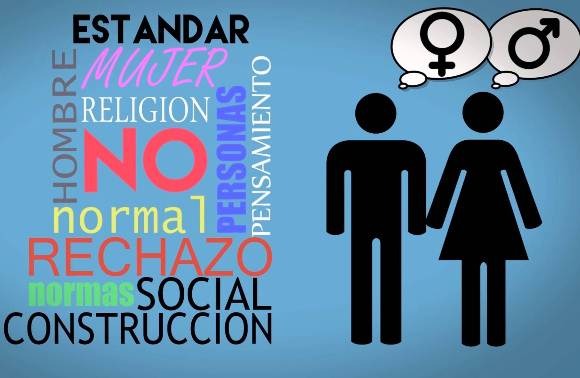 ESTANDAR
MUJER
HOMBRE
RELIGION
NO
PERSONAS
PENSAMIENTO
normal
RECHAZO
normas SOCIAL
CONSTRUCCION